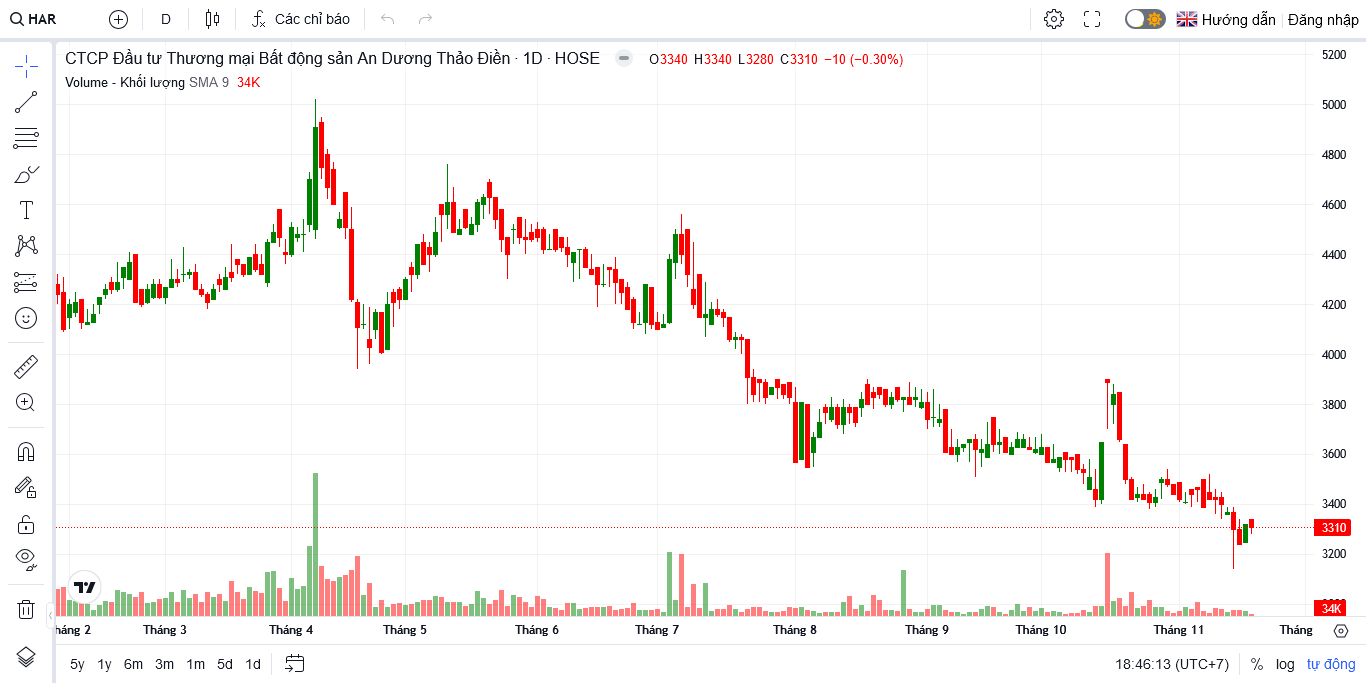 HAR D Các chỉ báo Hướng dẫn Đăng nhập
CTCP Đầu tư Thương mại Bất động sản An Dương Thảo Điền · 1D · HOSE O3340 H3340 L3280 C3310 −10 (−0.30%)
Volume - Khối lượng SMA 9 34K
5200
5000
4800
4600
4400
4200
4000
3800
3600
3400
3310
3200
34K
háng 2 Tháng 3 Tháng 4 Tháng 5 Tháng 6 Tháng 7 Tháng 8 Tháng 9 Tháng 10 Tháng 11 Tháng
5y 1y 6m 3m 1m 5d 1d 18:46:13 (UTC+7) % log tự động